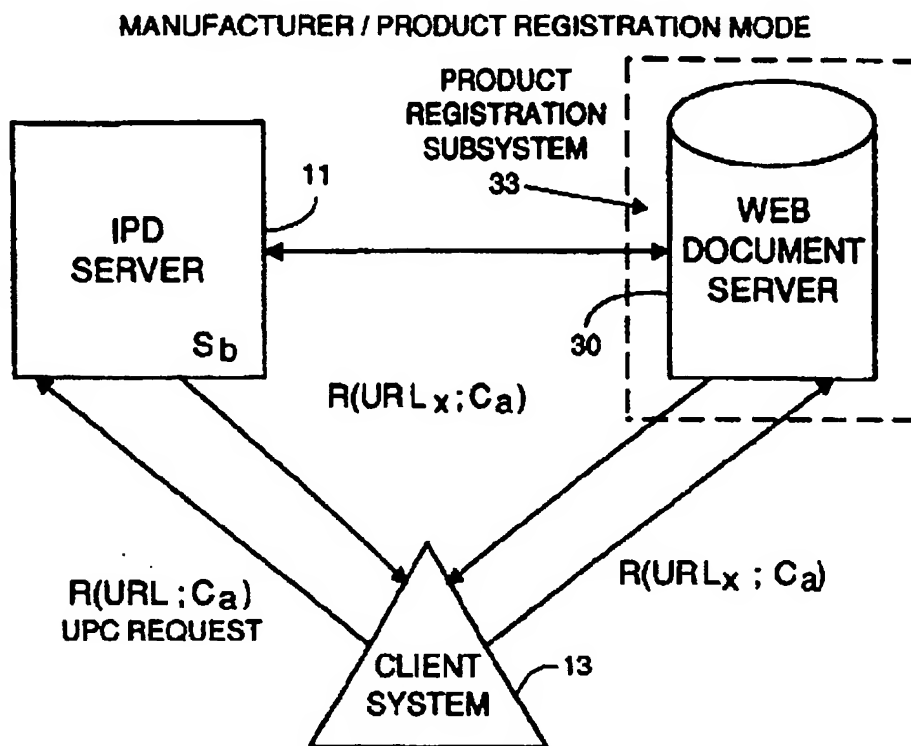 MANUFACTURER / PRODUCT REGISTRATION MODE
PRODUCT
REGISTRATION
SUBSYSTEM
33
11
IPD
SERVER
Sb
WEB
DOCUMENT
SERVER
30
R(URLx;Ca)
R(URL;Ca)
UPC REQUEST
R(URLx;Ca)
CLIENT
SYSTEM
13